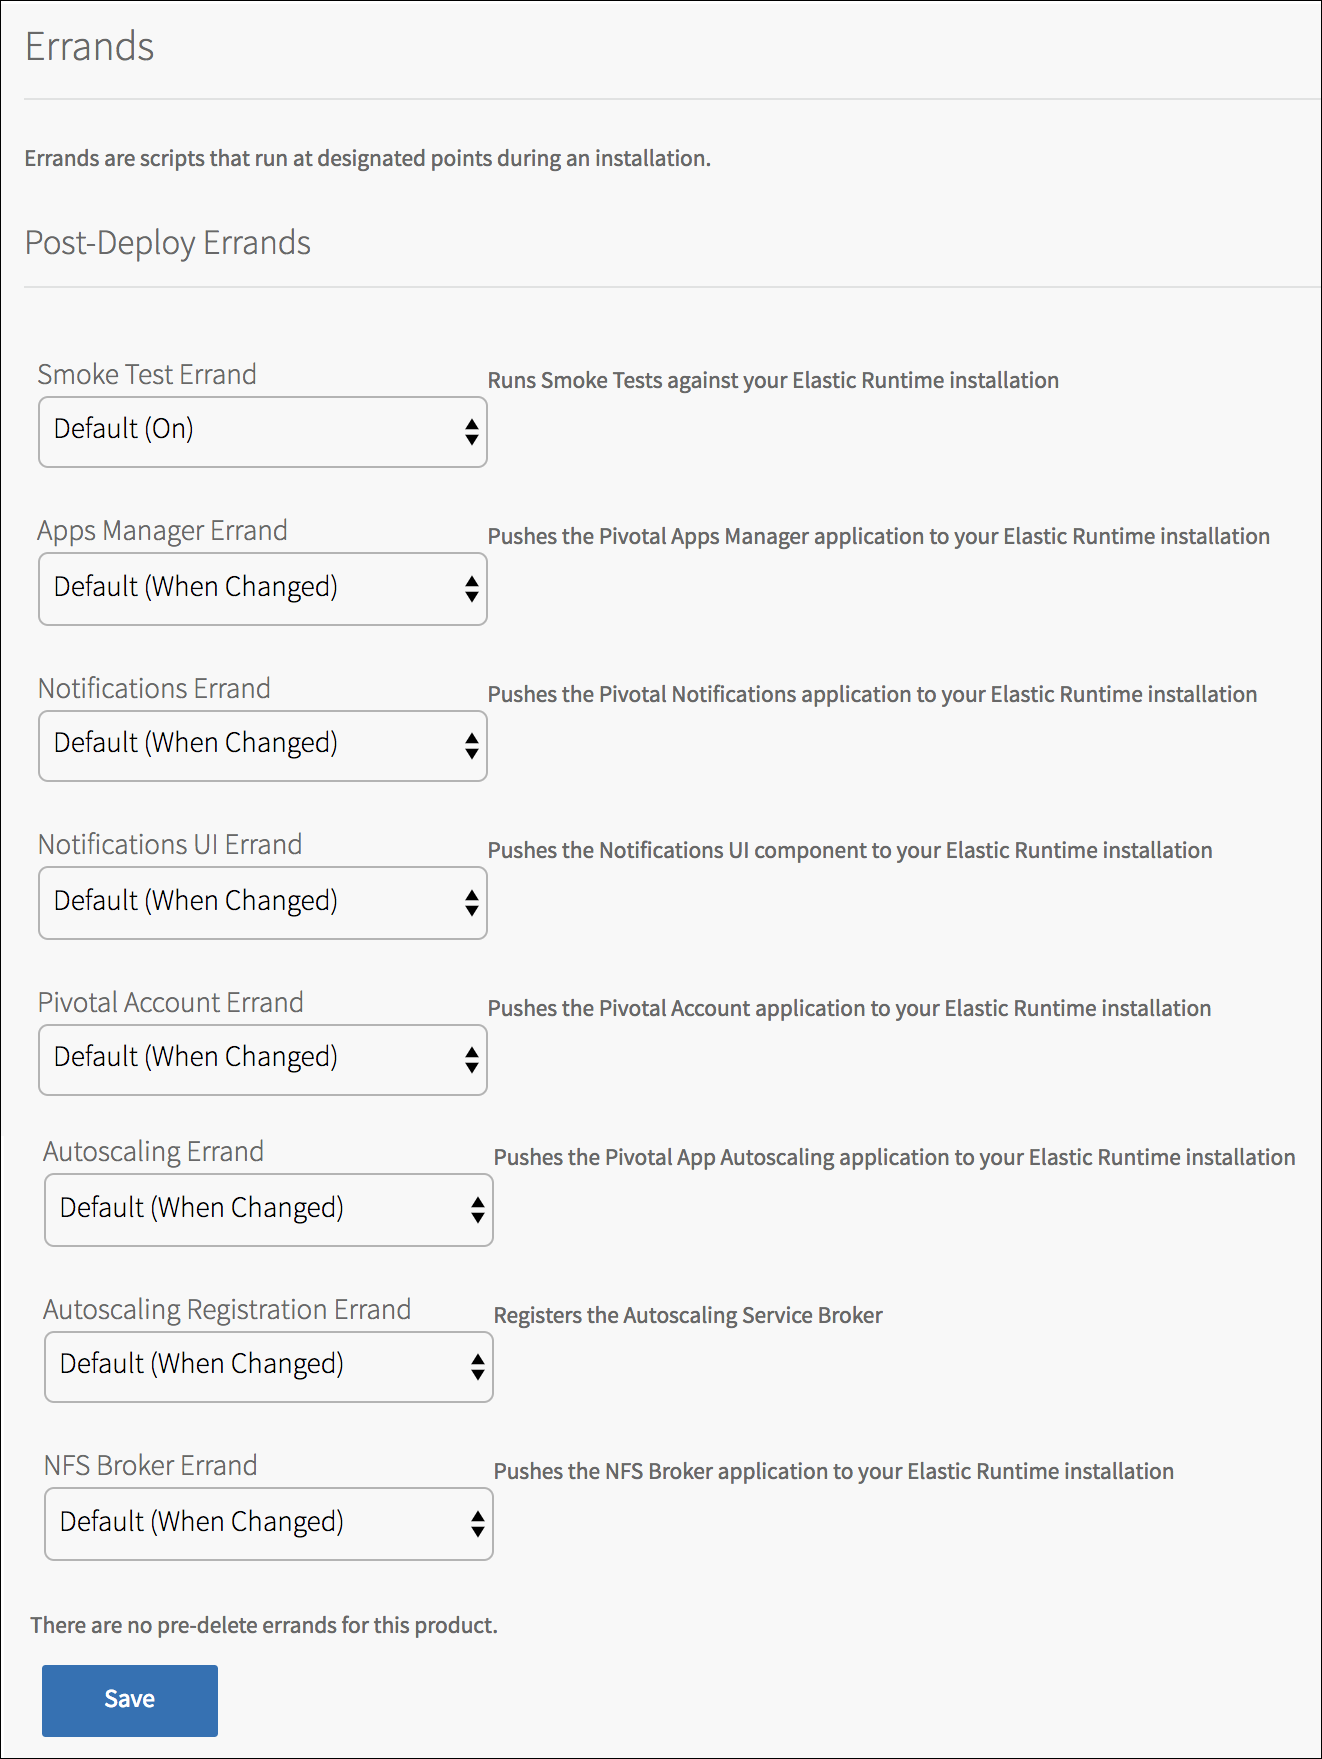 Errands
Errands are scripts that run at designated points during an installation.
Post-Deploy Errands
Smoke Test Errand
Runs Smoke Tests against your Elastic Runtime installation
Default (On)
Apps Manager Errand
Pushes the Pivotal Apps Manager application to your Elastic Runtime installation
Default (When Changed)
Notifications Errand
Pushes the Pivotal Notifications application to your Elastic Runtime installation
Default (When Changed)
Notifications UI Errand
Pushes the Notifications UI component to your Elastic Runtime installation
Default (When Changed)
Pivotal Account Errand
Pushes the Pivotal Account application to your Elastic Runtime installation
Default (When Changed)
Autoscaling Errand
Pushes the Pivotal App Autoscaling application to your Elastic Runtime installation
Default (When Changed)
Autoscaling Registration Errand
Registers the Autoscaling Service Broker
Default (When Changed)
NFS Broker Errand
Pushes the NFS Broker application to your Elastic Runtime installation
Default (When Changed)
There are no pre-delete errands for this product.
Save